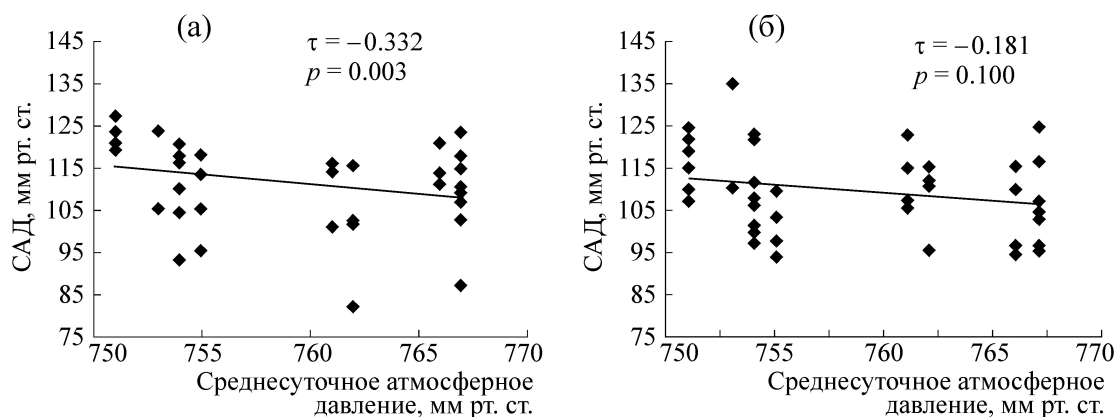 (а)
τ = −0.332
p = 0.003
САД, мм рт. ст.
145
135
125
115
105
95
85
75
750 755 760 765 770
Среднесуточное атмосферное
давление, мм рт. ст.
(б)
τ = −0.181
p = 0.100
САД, мм рт. ст.
145
135
125
115
105
95
85
75
750 755 760 765 770
Среднесуточное атмосферное
давление, мм рт. ст.